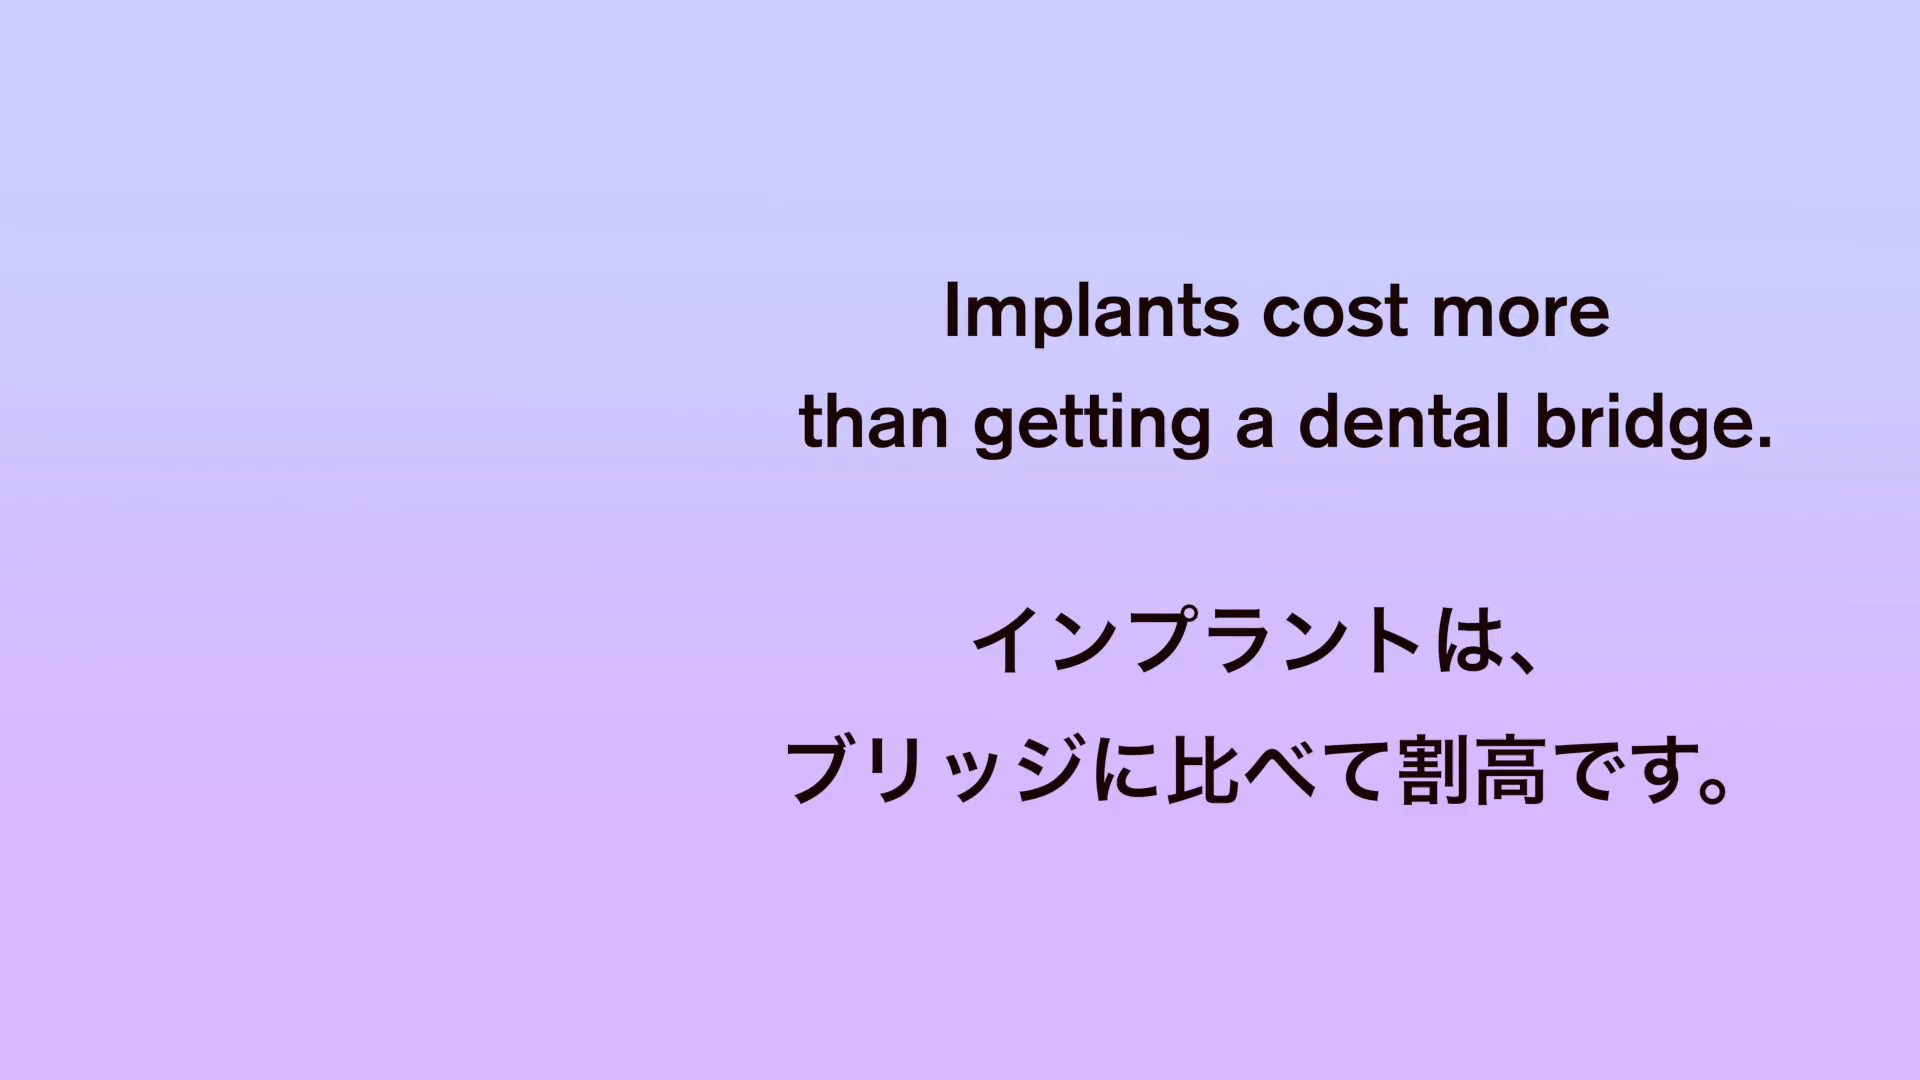 Implants cost more
than getting a dental bridge.
インプラントは、
ブリッジに比べて割高です。